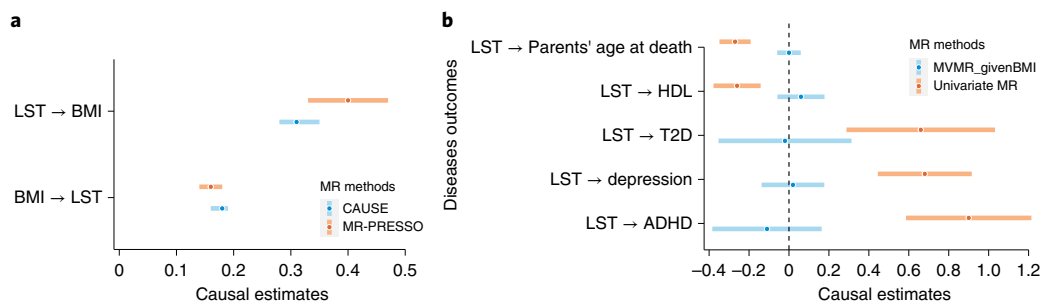 a
LST → BMI
BMI → LST
MR methods
CAUSE
MR-PRESSO
0 0.1 0.2 0.3 0.4 0.5
Causal estimates
b
Diseases outcomes
LST → Parents' age at death
LST → HDL
LST → T2D
LST → depression
LST → ADHD
MR methods
MVMR_givenBMI
Univariate MR
−0.4 −0.2 0 0.2 0.4 0.6 0.8 1.0 1.2
Causal estimates